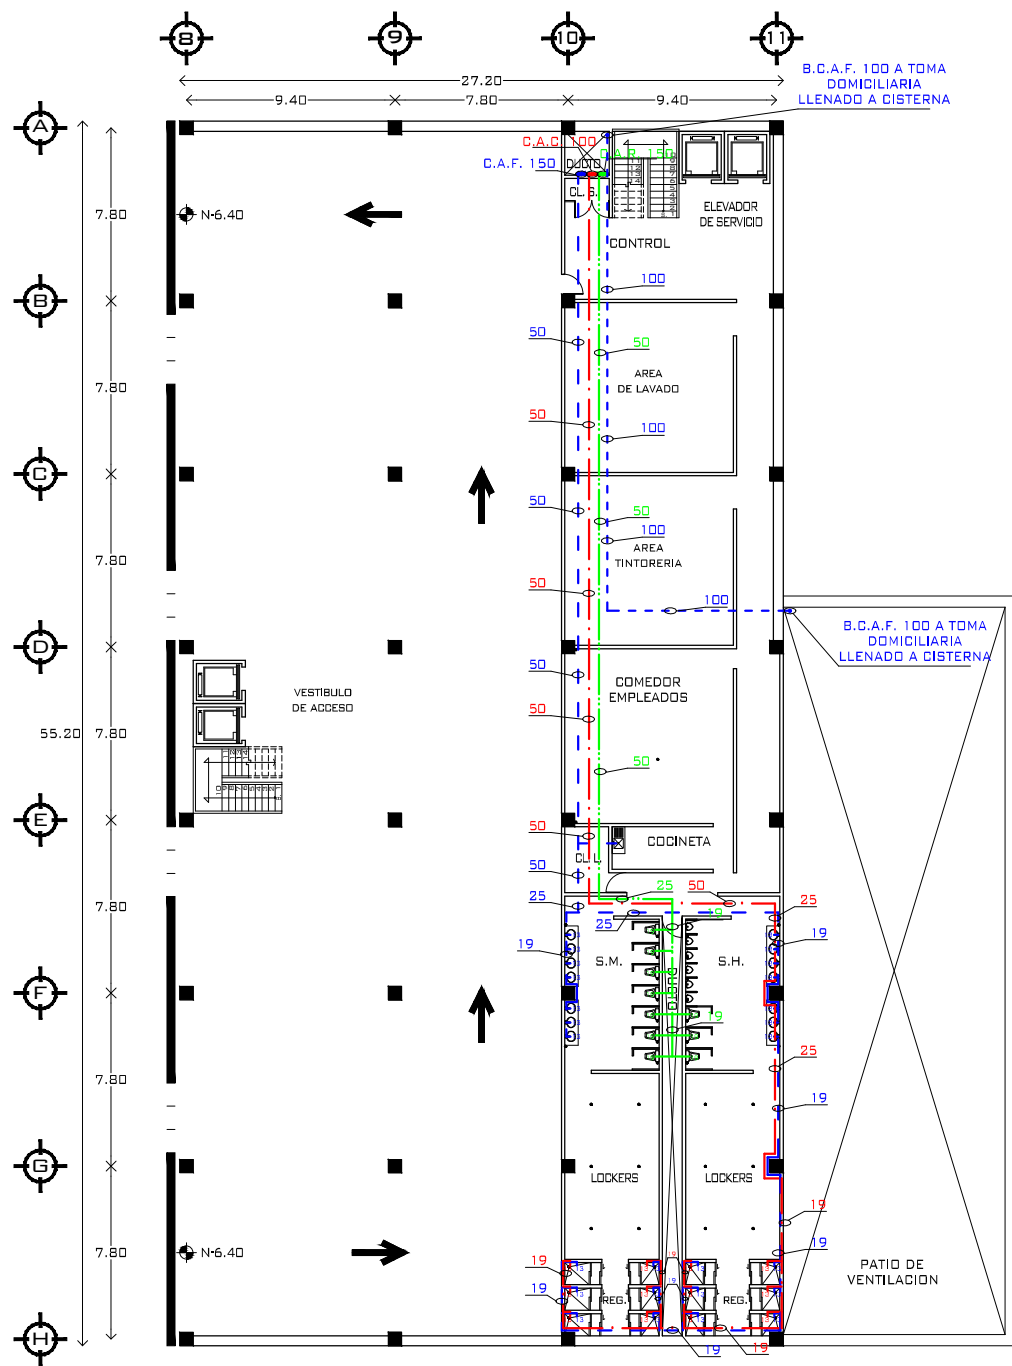 8
9
10
11
B.C.A.F. 100 A TOMA
DOMICILIARIA
LLENADO A CISTERNA
27.20
9.40
7.80
9.40
A
C.A.C. 100
C.A.R. 150
C.A.F. 150
DUCTO
CL. S.
ELEVADOR
DE SERVICIO
7.80
N-6.40
CONTROL
100
B
50
50
AREA
DE LAVADO
7.80
50
100
C
50
50
100
AREA
TINTORERIA
7.80
50
100
B.C.A.F. 100 A TOMA
DOMICILIARIA
LLENADO A CISTERNA
D
50
COMEDOR
EMPLEADOS
VESTÍBULO
DE ACCESO
50
55.20
7.80
50
E
50
COCINETA
CL. L.
50
25
50
7.80
25
25
25
19
19
19
S.M.
S.H.
F
19
25
7.80
19
G
LOCKERS
LOCKERS
19
7.80
N-6.40
19
19
19
PATIO DE
VENTILACION
19
19
REG.
REG.
H
19
19